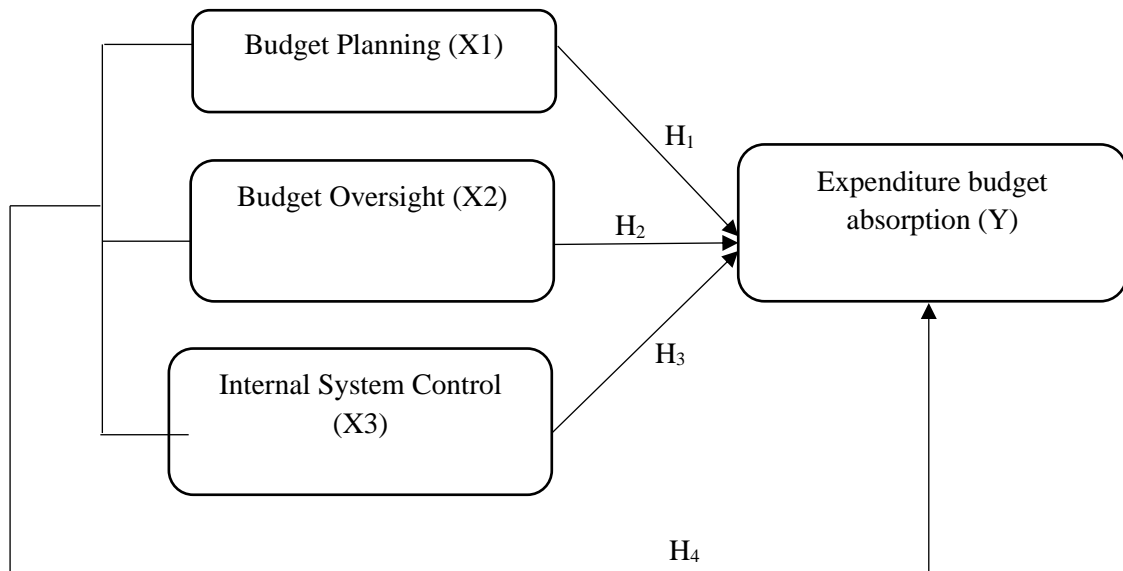 Budget Planning (X1)
H₁
Expenditure budget
absorption (Y)
Budget Oversight (X2)
H₂
H₃
Internal System Control
(X3)
H₄